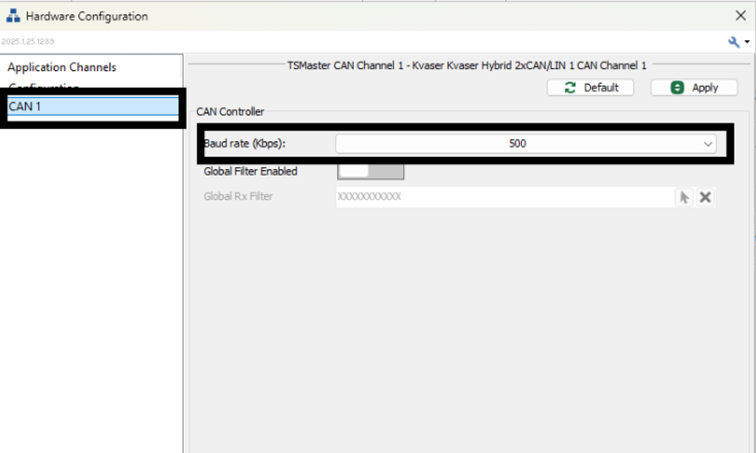 Hardware Configuration
2025.1.25.1289
Application Channels
Configuration
CAN 1
TSMaster CAN Channel 1 - Kvaser Kvaser Hybrid 2xCAN/LIN 1 CAN Channel 1
Default
Apply
CAN Controller
Baud rate (Kbps):
500
Global Filter Enabled
Global Rx Filter
XXXXXXXXXXX